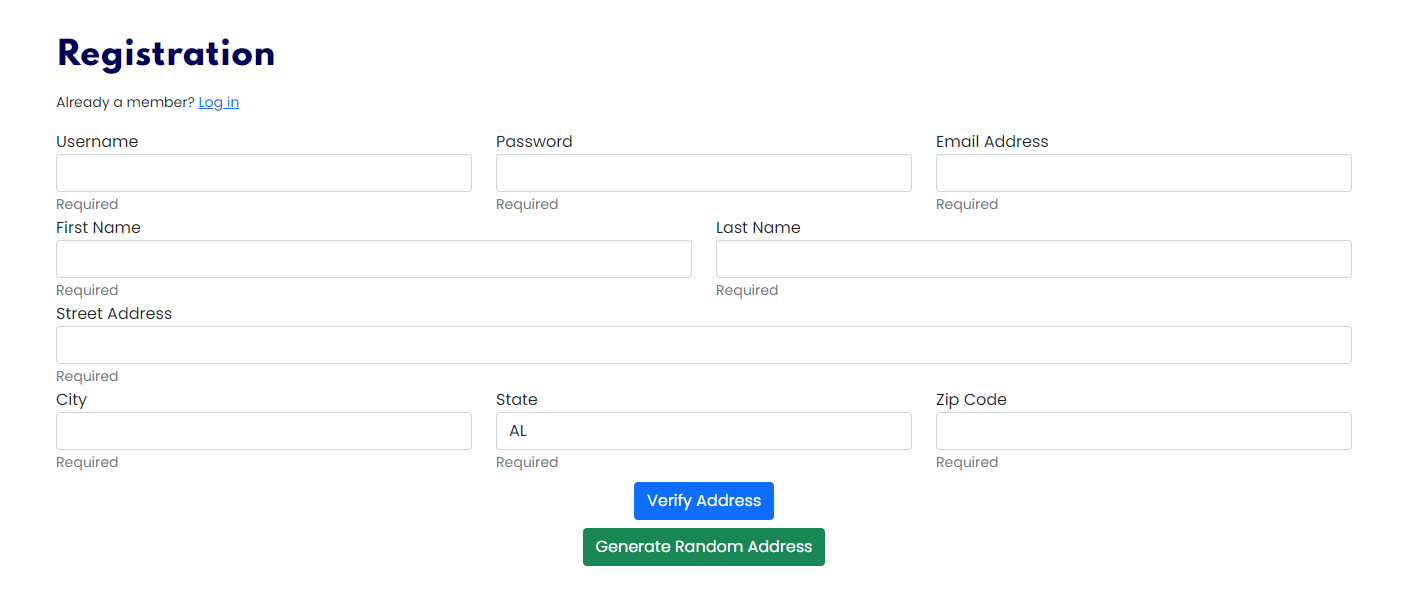 Registration
Already a member? Log in
Username Password Email Address
Required Required Required
First Name Last Name
Required Required
Street Address
Required
City State Zip Code
AL
Required Required Required
Verify Address
Generate Random Address